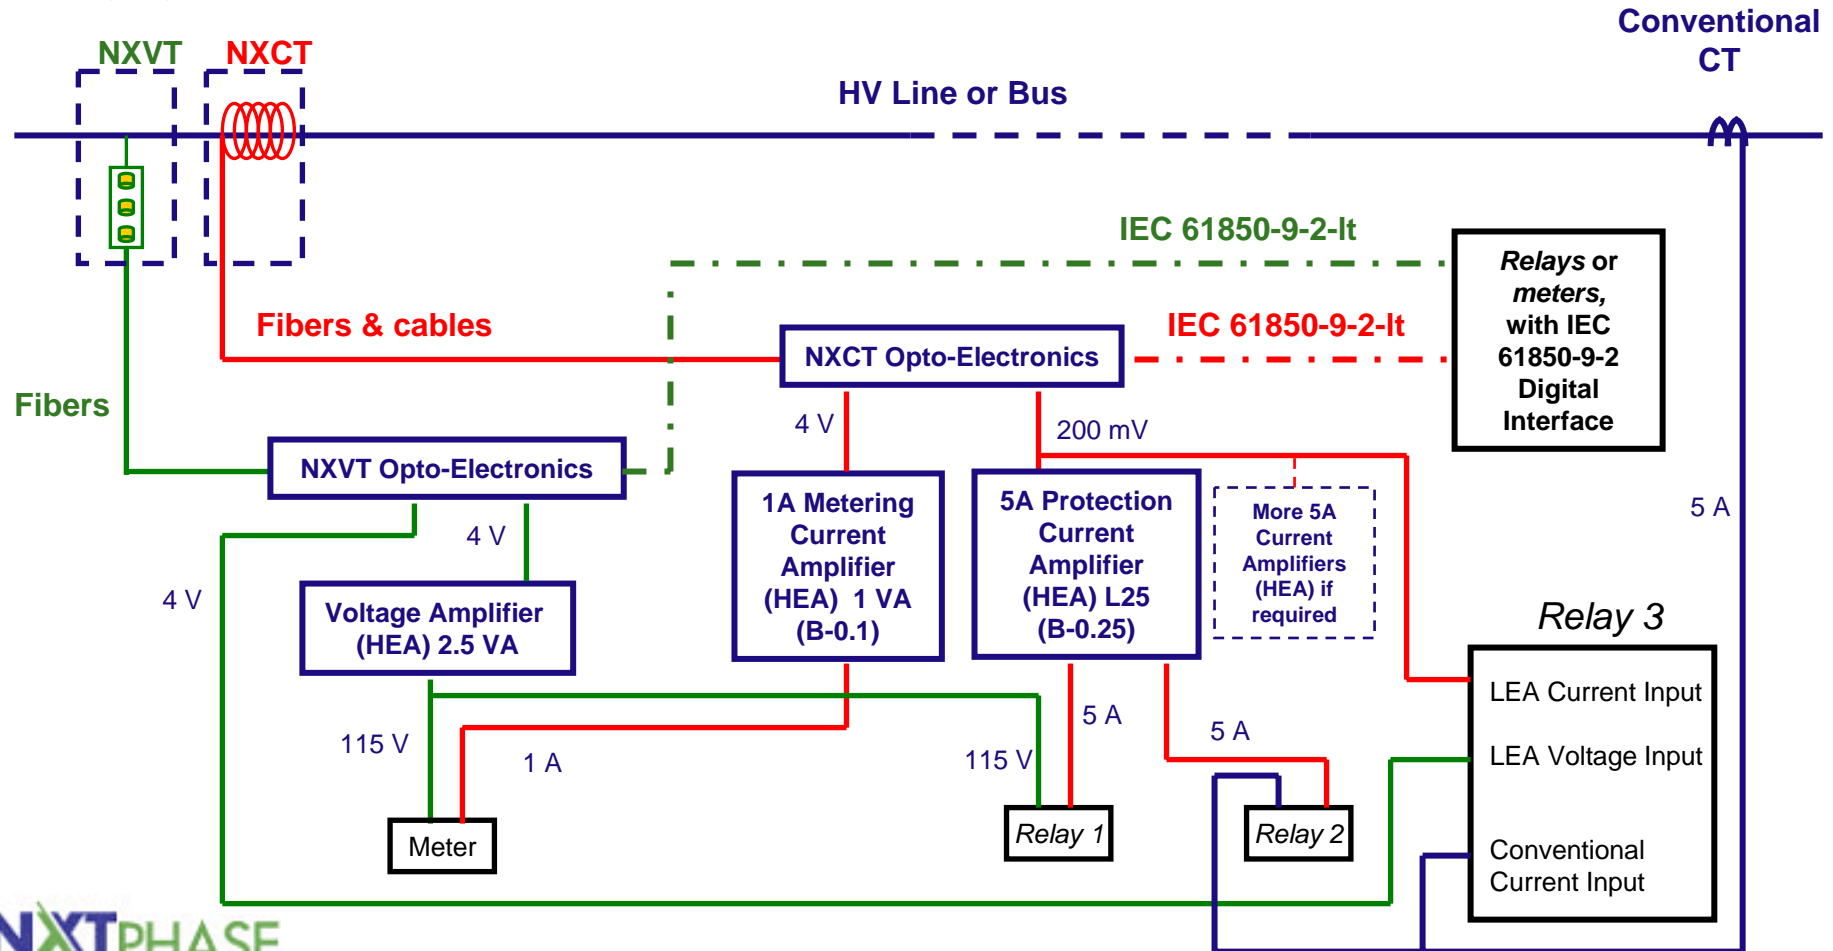 Conventional
CT
NXVT
NXCT
HV Line or Bus
IEC 61850-9-2-lt
Relays or
meters,
with IEC
61850-9-2
Digital
Interface
Fibers & cables
IEC 61850-9-2-lt
NXCT Opto-Electronics
Fibers
4 V
200 mV
NXVT Opto-Electronics
1A Metering
Current
Amplifier
(HEA) 1 VA
(B-0.1)
5A Protection
Current
Amplifier
(HEA) L25
(B-0.25)
More 5A
Current
Amplifiers
(HEA) if
required
5 A
4 V
4 V
Voltage Amplifier
(HEA) 2.5 VA
Relay 3
LEA Current Input
LEA Voltage Input
Conventional
Current Input
115 V
1 A
115 V
5 A
5 A
Meter
Relay 1
Relay 2
NXTPHASE